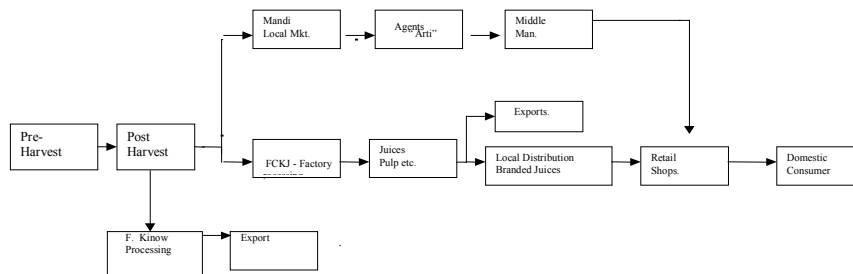 Mandi
Local Mkt.
Agents
“Arti”
Middle
Man.
Exports.
Pre-
Harvest
Post
Harvest
FCKJ - Factory
Juices
Pulp etc.
Local Distribution
Branded Juices
Retail
Shops.
Domestic
Consumer
F. Kinow
Processing
Export